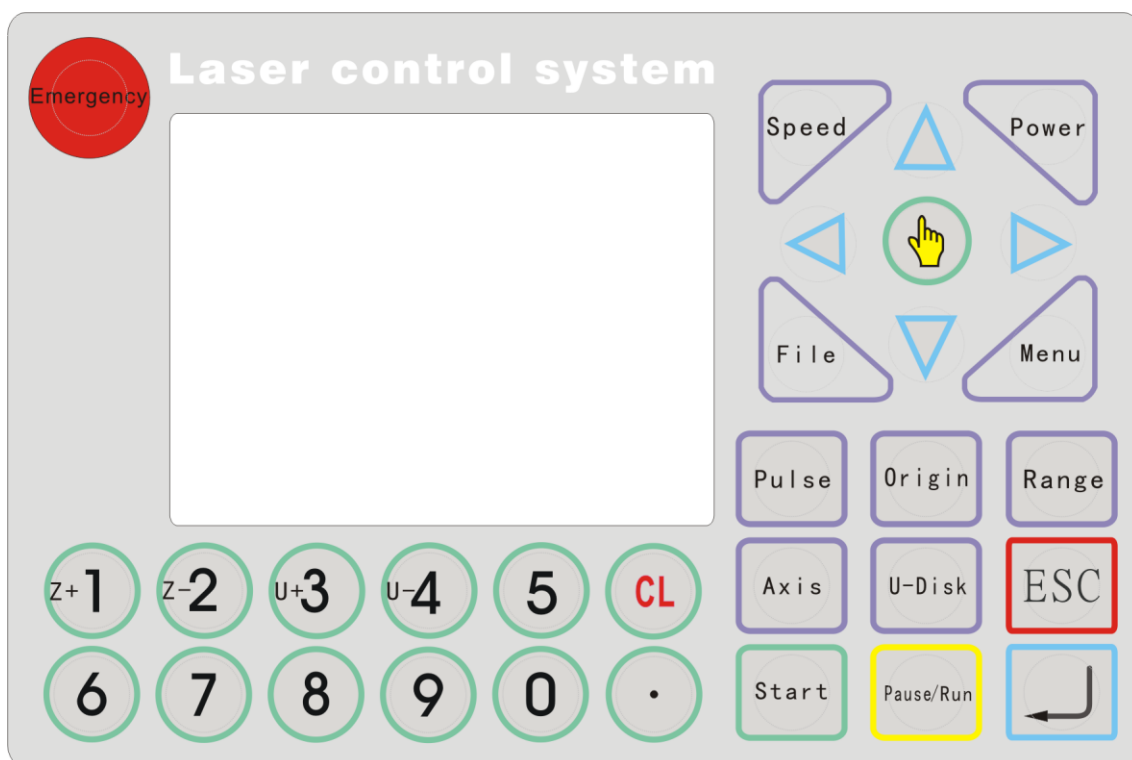 Laser control system
Emergency
Speed
Power
File
Menu
Pulse
Origin
Range
Z+1
Z-2
U+3
U-4
5
CL
Axis
U-Disk
ESC
6
7
8
9
0
.
Start
Pause/Run